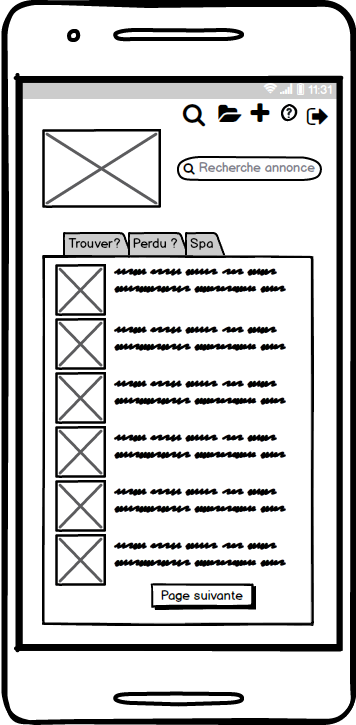 11:31
Recherche annonce
Trouver? Perdu ? Spa
Page suivante